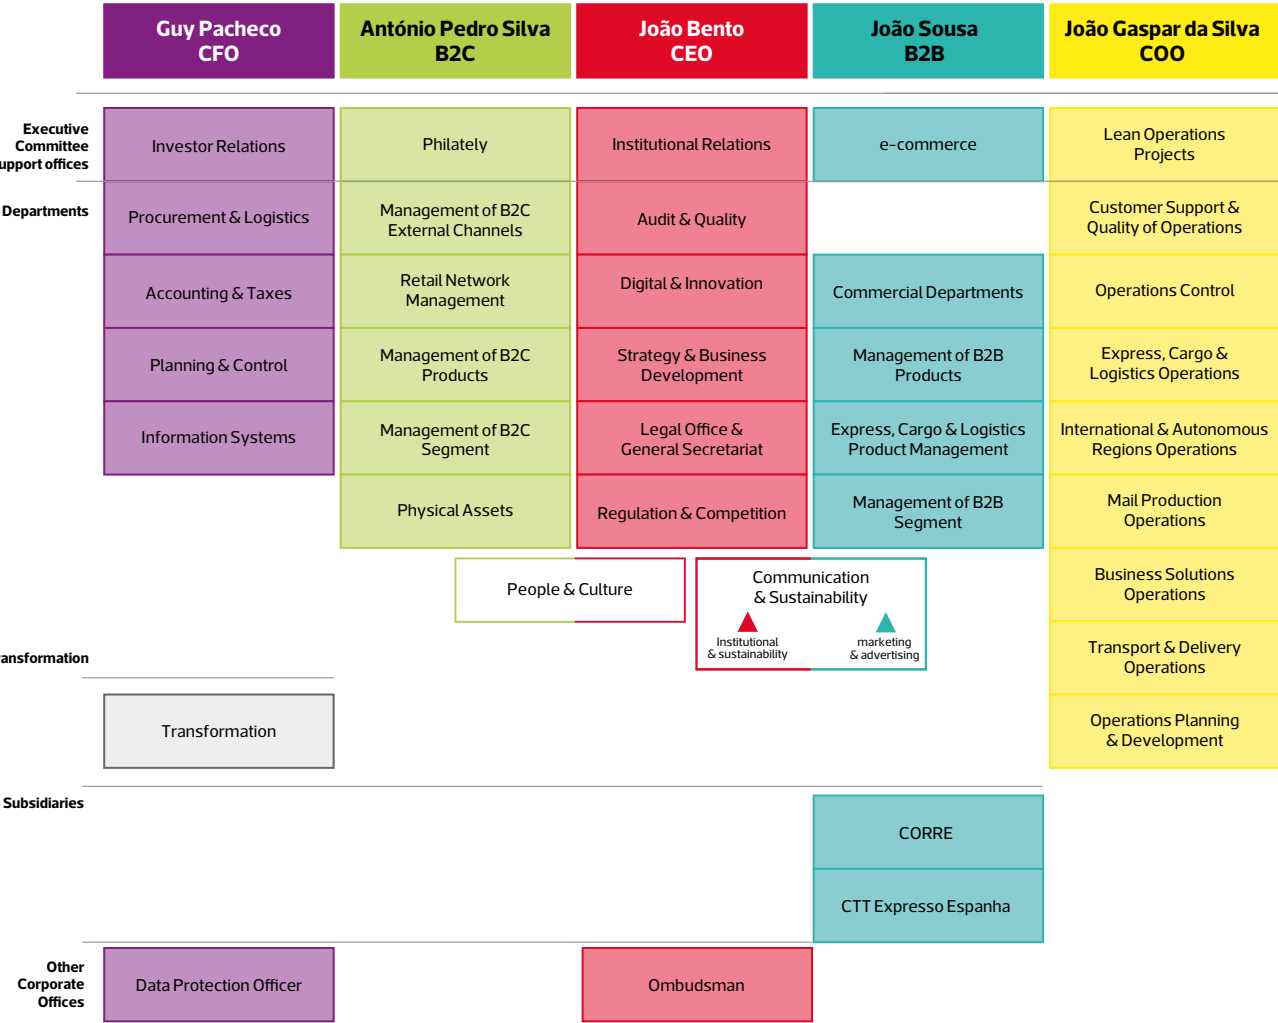 Guy Pacheco
CFO
António Pedro Silva
B2C
João Bento
CEO
João Sousa
B2B
João Gaspar da Silva
COO
Executive
Committee
upport offices
Investor Relations
Philately
Institutional Relations
e-commerce
Lean Operations
Projects
Departments
Procurement & Logistics
Management of B2C
External Channels
Audit & Quality
Customer Support &
Quality of Operations
Accounting & Taxes
Retail Network
Management
Digital & Innovation
Commercial Departments
Operations Control
Planning & Control
Management of B2C
Products
Strategy & Business
Development
Management of B2B
Products
Express, Cargo &
Logistics Operations
Information Systems
Management of B2C
Segment
Legal Office &
General Secretariat
Express, Cargo & Logistics
Product Management
International & Autonomous
Regions Operations
Physical Assets
Regulation & Competition
Management of B2B
Segment
Mail Production
Operations
People & Culture
Communication
& Sustainability
Institutional
& sustainability
marketing
& advertising
Business Solutions
Operations
ransformation
Transport & Delivery
Operations
Transformation
Operations Planning
& Development
Subsidiaries
CORRE
CTT Expresso Espanha
Other
Corporate
Offices
Data Protection Officer
Ombudsman